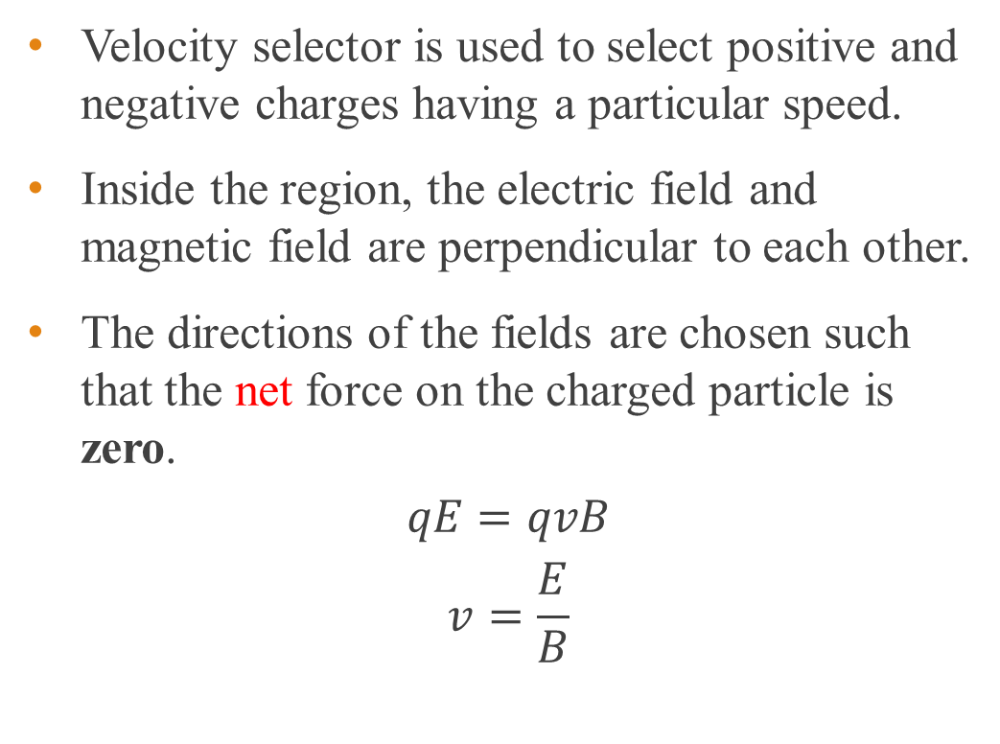 • Velocity selector is used to select positive and
negative charges having a particular speed.
• Inside the region, the electric field and
magnetic field are perpendicular to each other.
• The directions of the fields are chosen such
that the net force on the charged particle is
zero.
𝑞𝐸 = 𝑞𝑣𝐵
𝑣 = 𝐸/𝐵